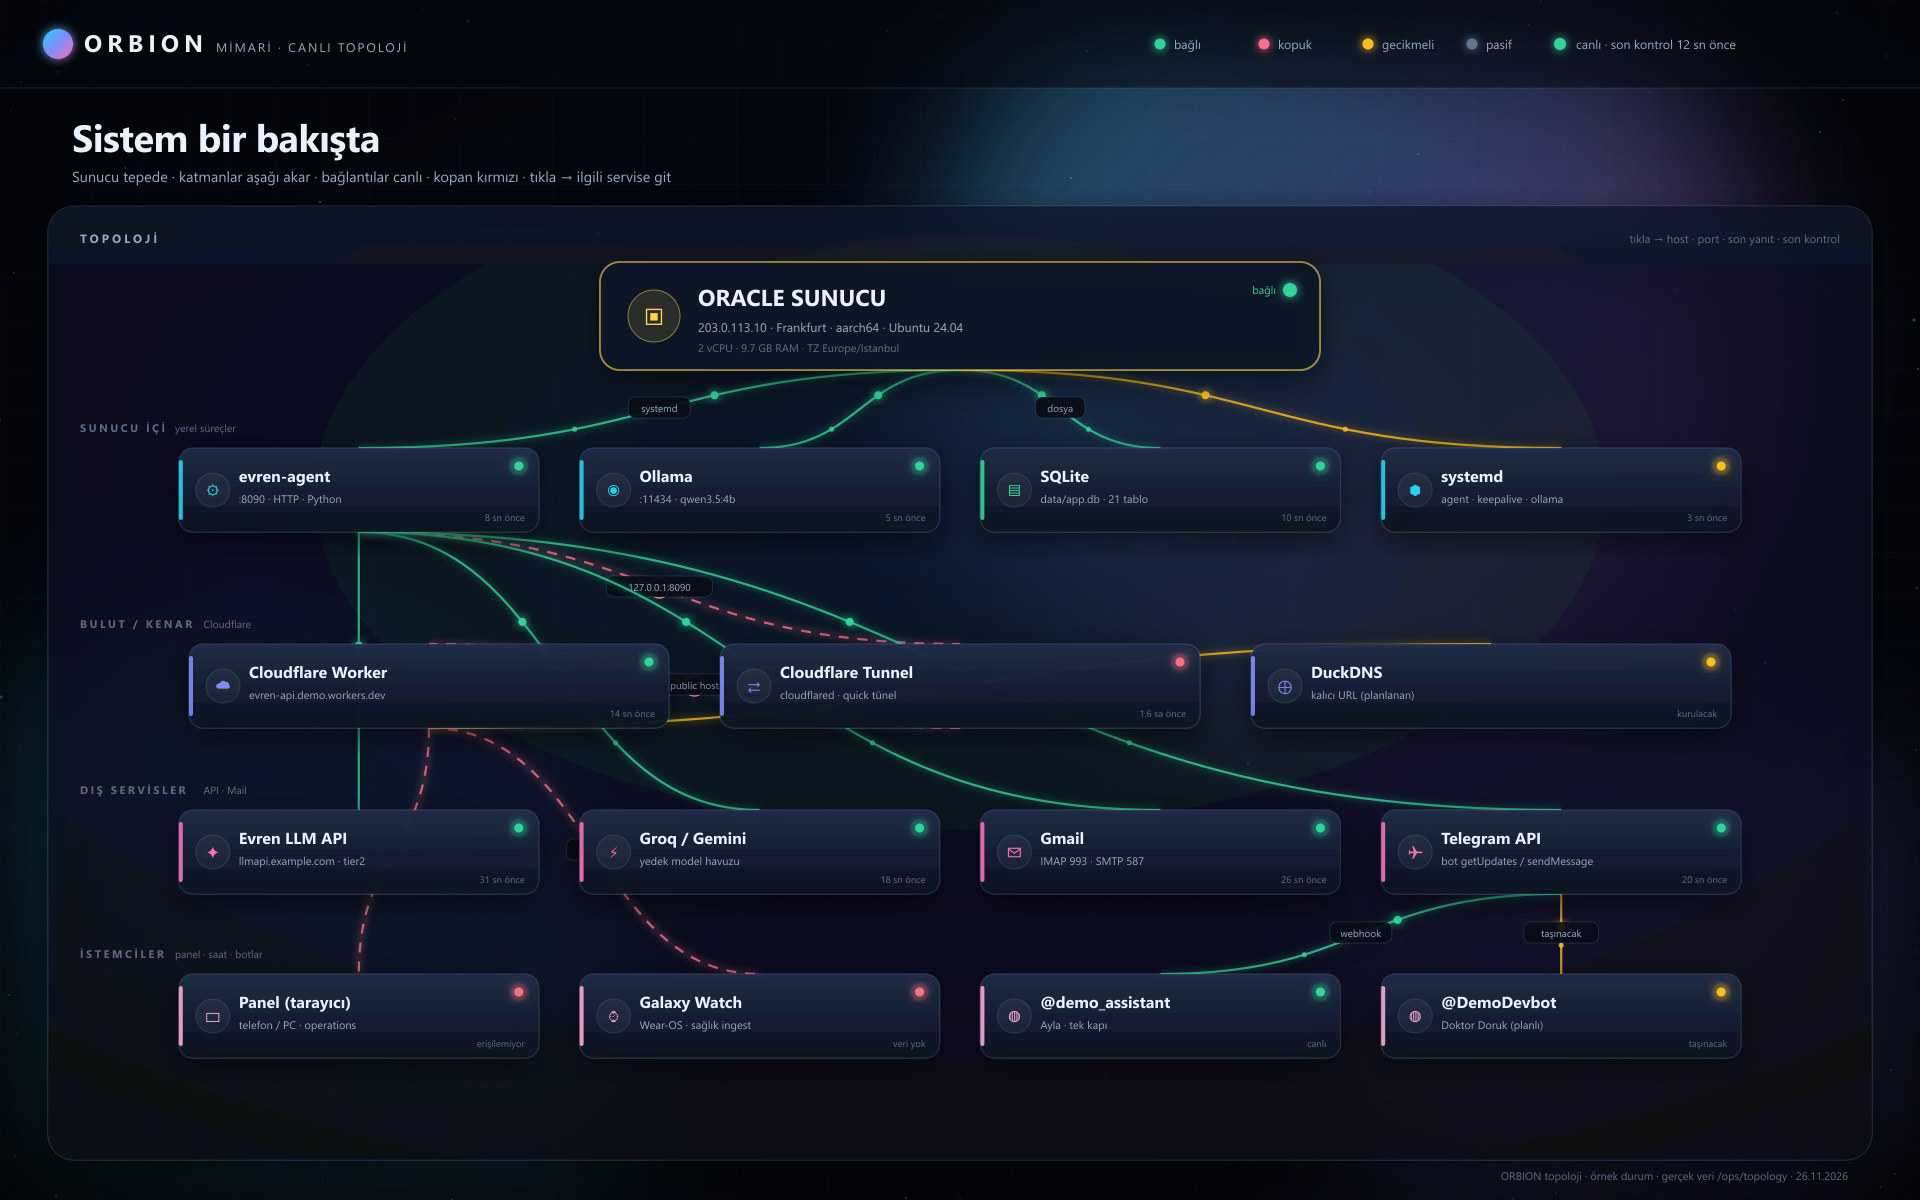 ORBION MİMARİ · CANLI TOPOLOJİ
bağlı
kopuk
gecikmeli
pasif
canlı · son kontrol 12 sn önce
Sistem bir bakışta
Sunucu tepede · katmanlar aşağı akar · bağlantılar canlı · kopan kırmızı · tıkla → ilgili servise git
TOPOLOJİ
tıkla → host · port · son yanıt · son kontrol
ORACLE SUNUCU
bağlı
203.0.113.10 · Frankfurt · aarch64 · Ubuntu 24.04
2 vCPU · 9.7 GB RAM · TZ Europe/Istanbul
systemd
dosya
SUNUCU İÇİ yerel süreçler
evren-agent
:8090 · HTTP · Python
8 sn önce
Ollama
:11434 · qwen3.5:4b
5 sn önce
SQLite
data/app.db · 21 tablo
10 sn önce
systemd
agent · keepalive · ollama
3 sn önce
127.0.0.1:8090
BULUT / KENAR Cloudflare
Cloudflare Worker
evren-api.demo.workers.dev
14 sn önce
public host
Cloudflare Tunnel
cloudflared · quick tünel
1.6 sa önce
DuckDNS
kalıcı URL (planlanan)
kurulacak
DIŞ SERVİSLER API · Mail
Evren LLM API
llmapi.example.com · tier2
31 sn önce
Groq / Gemini
yedek model havuzu
18 sn önce
Gmail
IMAP 993 · SMTP 587
26 sn önce
Telegram API
bot getUpdates / sendMessage
20 sn önce
webhook
taşınacak
İSTEMCİLER panel · saat · botlar
Panel (tarayıcı)
telefon / PC · operations
erişilemiyor
Galaxy Watch
Wear-OS · sağlık ingest
veri yok
@demo_assistant
Ayla · tek kapı
canlı
@DemoDevbot
Doktor Doruk (planlı)
taşınacak
ORBION topoloji · örnek durum · gerçek veri /ops/topology · 26.11.2026